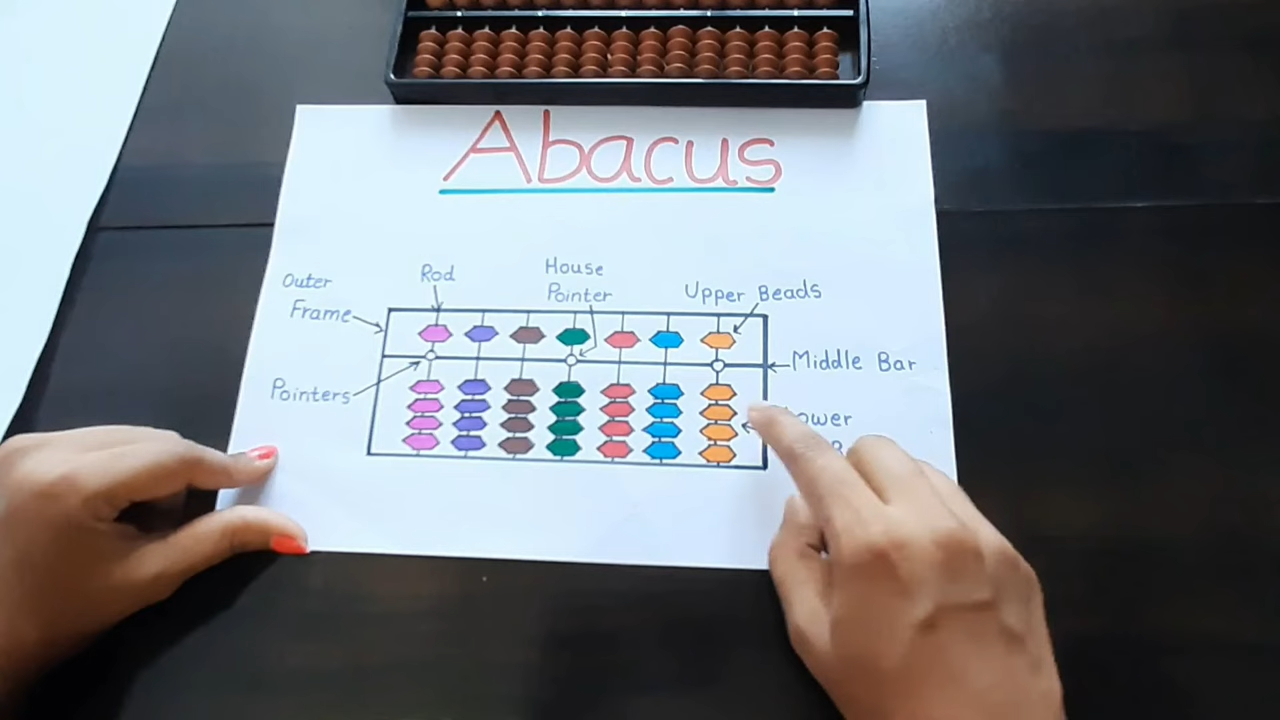 Abacus
Outer
Frame
Rod
House
Pointer
Upper Beads
Middle Bar
Pointers